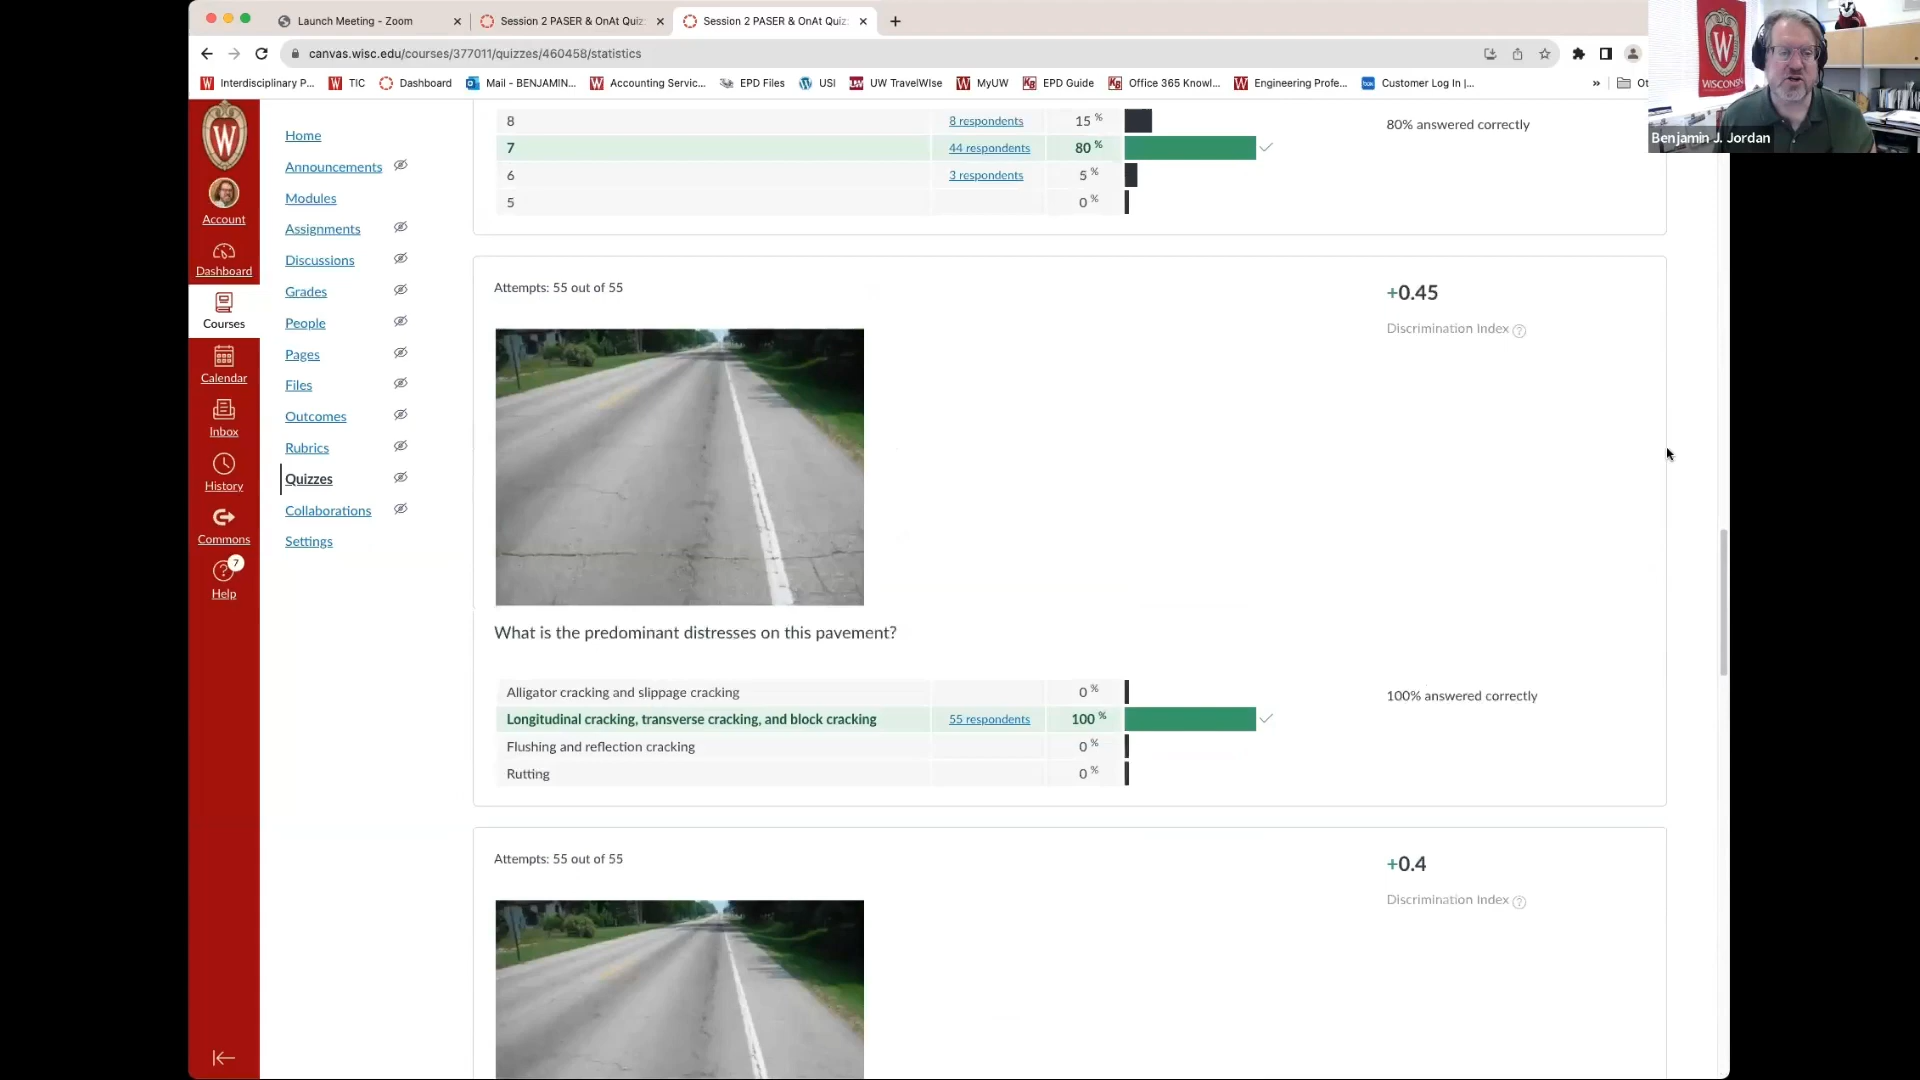 Launch Meeting - Zoom
Session 2 PASER & OnAt Quiz:
Session 2 PASER & OnAt Quiz:
canvas.wisc.edu/courses/377011/quizzes/460458/statistics
Interdisciplinary P...
TIC
Dashboard
Mail - BENJAMIN...
Accounting Servic...
EPD Files
USI
UW TravelWIse
MyUW
EPD Guide
Office 365 Knowl...
Engineering Profe...
Customer Log In |...
»
Ot
WISCONSIN
Benjamin J. Jordan
W
Account
Dashboard
Courses
Calendar
Inbox
History
Commons
7
Help
Home
Announcements
Modules
Assignments
Discussions
Grades
People
Pages
Files
Outcomes
Rubrics
Quizzes
Collaborations
Settings
8 8 respondents 15 %
7 44 respondents 80 %
6 3 respondents 5 %
5 0 %
80% answered correctly
Attempts: 55 out of 55
+0.45
Discrimination Index ?
What is the predominant distresses on this pavement?
Alligator cracking and slippage cracking 0 %
Longitudinal cracking, transverse cracking, and block cracking 55 respondents 100 %
Flushing and reflection cracking 0 %
Rutting 0 %
100% answered correctly
Attempts: 55 out of 55
+0.4
Discrimination Index ?